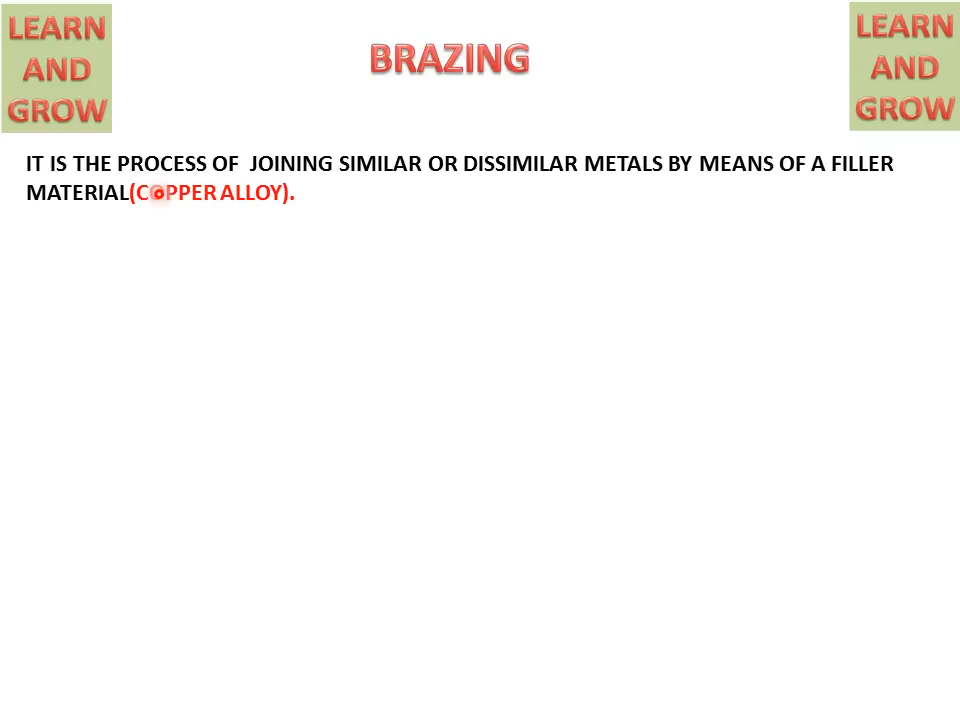 LEARN
AND
GROW
BRAZING
LEARN
AND
GROW
IT IS THE PROCESS OF  JOINING SIMILAR OR DISSIMILAR METALS BY MEANS OF A FILLER
MATERIAL(COPPER ALLOY).